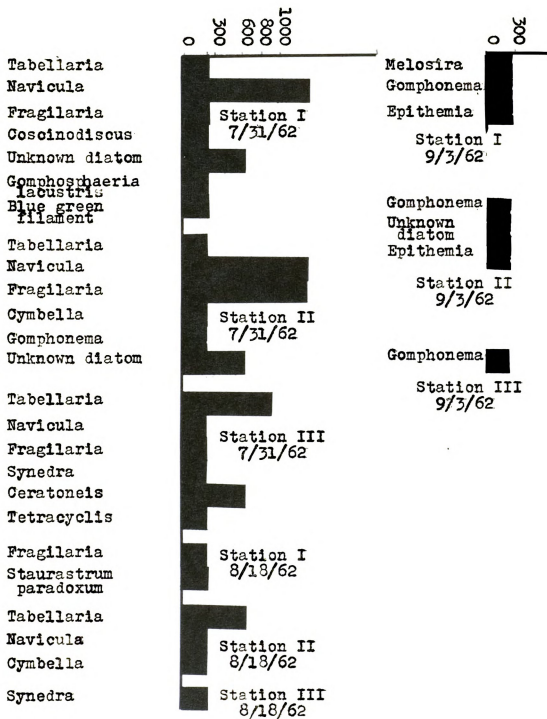 0 300 600 800 1000
Tabellaria
Navicula
Fragilaria
Coscinodiscus
Unknown diatom
Gomphosphaeria
lacustris
Blue green
filament
Station I
7/31/62
Tabellaria
Navicula
Fragilaria
Cymbella
Gomphonema
Unknown diatom
Station II
7/31/62
Tabellaria
Navicula
Fragilaria
Synedra
Ceratoneis
Tetracyclis
Station III
7/31/62
Fragilaria
Staurastrum
paradoxum
Station I
8/18/62
Tabellaria
Navicula
Cymbella
Station II
8/18/62
Synedra
Station III
8/18/62
0 300
Melosira
Gomphonema
Epithemia
Station I
9/3/62
Gomphonema
Unknown
diatom
Epithemia
Station II
9/3/62
Gomphonema
Station III
9/3/62